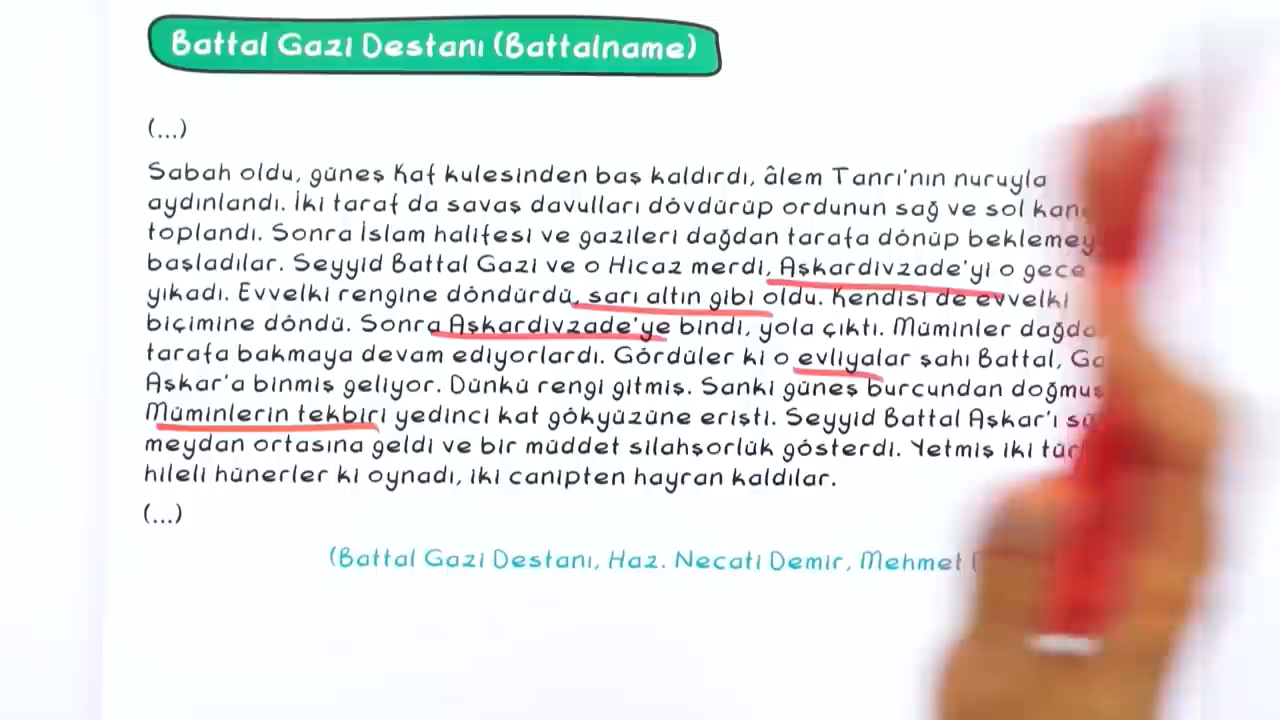 Battal Gazi Destanı (Battalname)
(...)
Sabah oldu, güneş Kaf kulesinden baş kaldırdı, âlem Tanrı'nın nuruyla
aydınlandı. İki taraf da savaş davulları dövdürüp ordunun sağ ve sol
toplandı. Sonra İslam halifesi ve gazileri dağdan tarafa dönüp
başladılar. Seyyid Battal Gazi ve o Hicaz merdi, Aşkardivzade'yi o gece
yıkadı. Evvelki rengine döndürdü, sarı altın gibi oldu. Kendisi de evvelki
biçimine döndü. Sonra Aşkardivzade'ye bindi, yola çıktı. Müminler
tarafa bakmaya devam ediyorlardı. Gördüler ki o evliyalar şahı Battal,
Aşkar'a binmiş geliyor. Dünkü rengi gitmiş. Sanki güneş burcundan
Müminlerin tekbiri yedinci kat gökyüzüne erişti. Seyyid Battal Aşkar'ı
meydan ortasına geldi ve bir müddet silahşorluk gösterdi. Yetmiş iki
hileli hünerler ki oynadı, iki canipten hayran kaldılar.
(...)
(Battal Gazi Destanı, Haz. Necati Demir, Mehmet